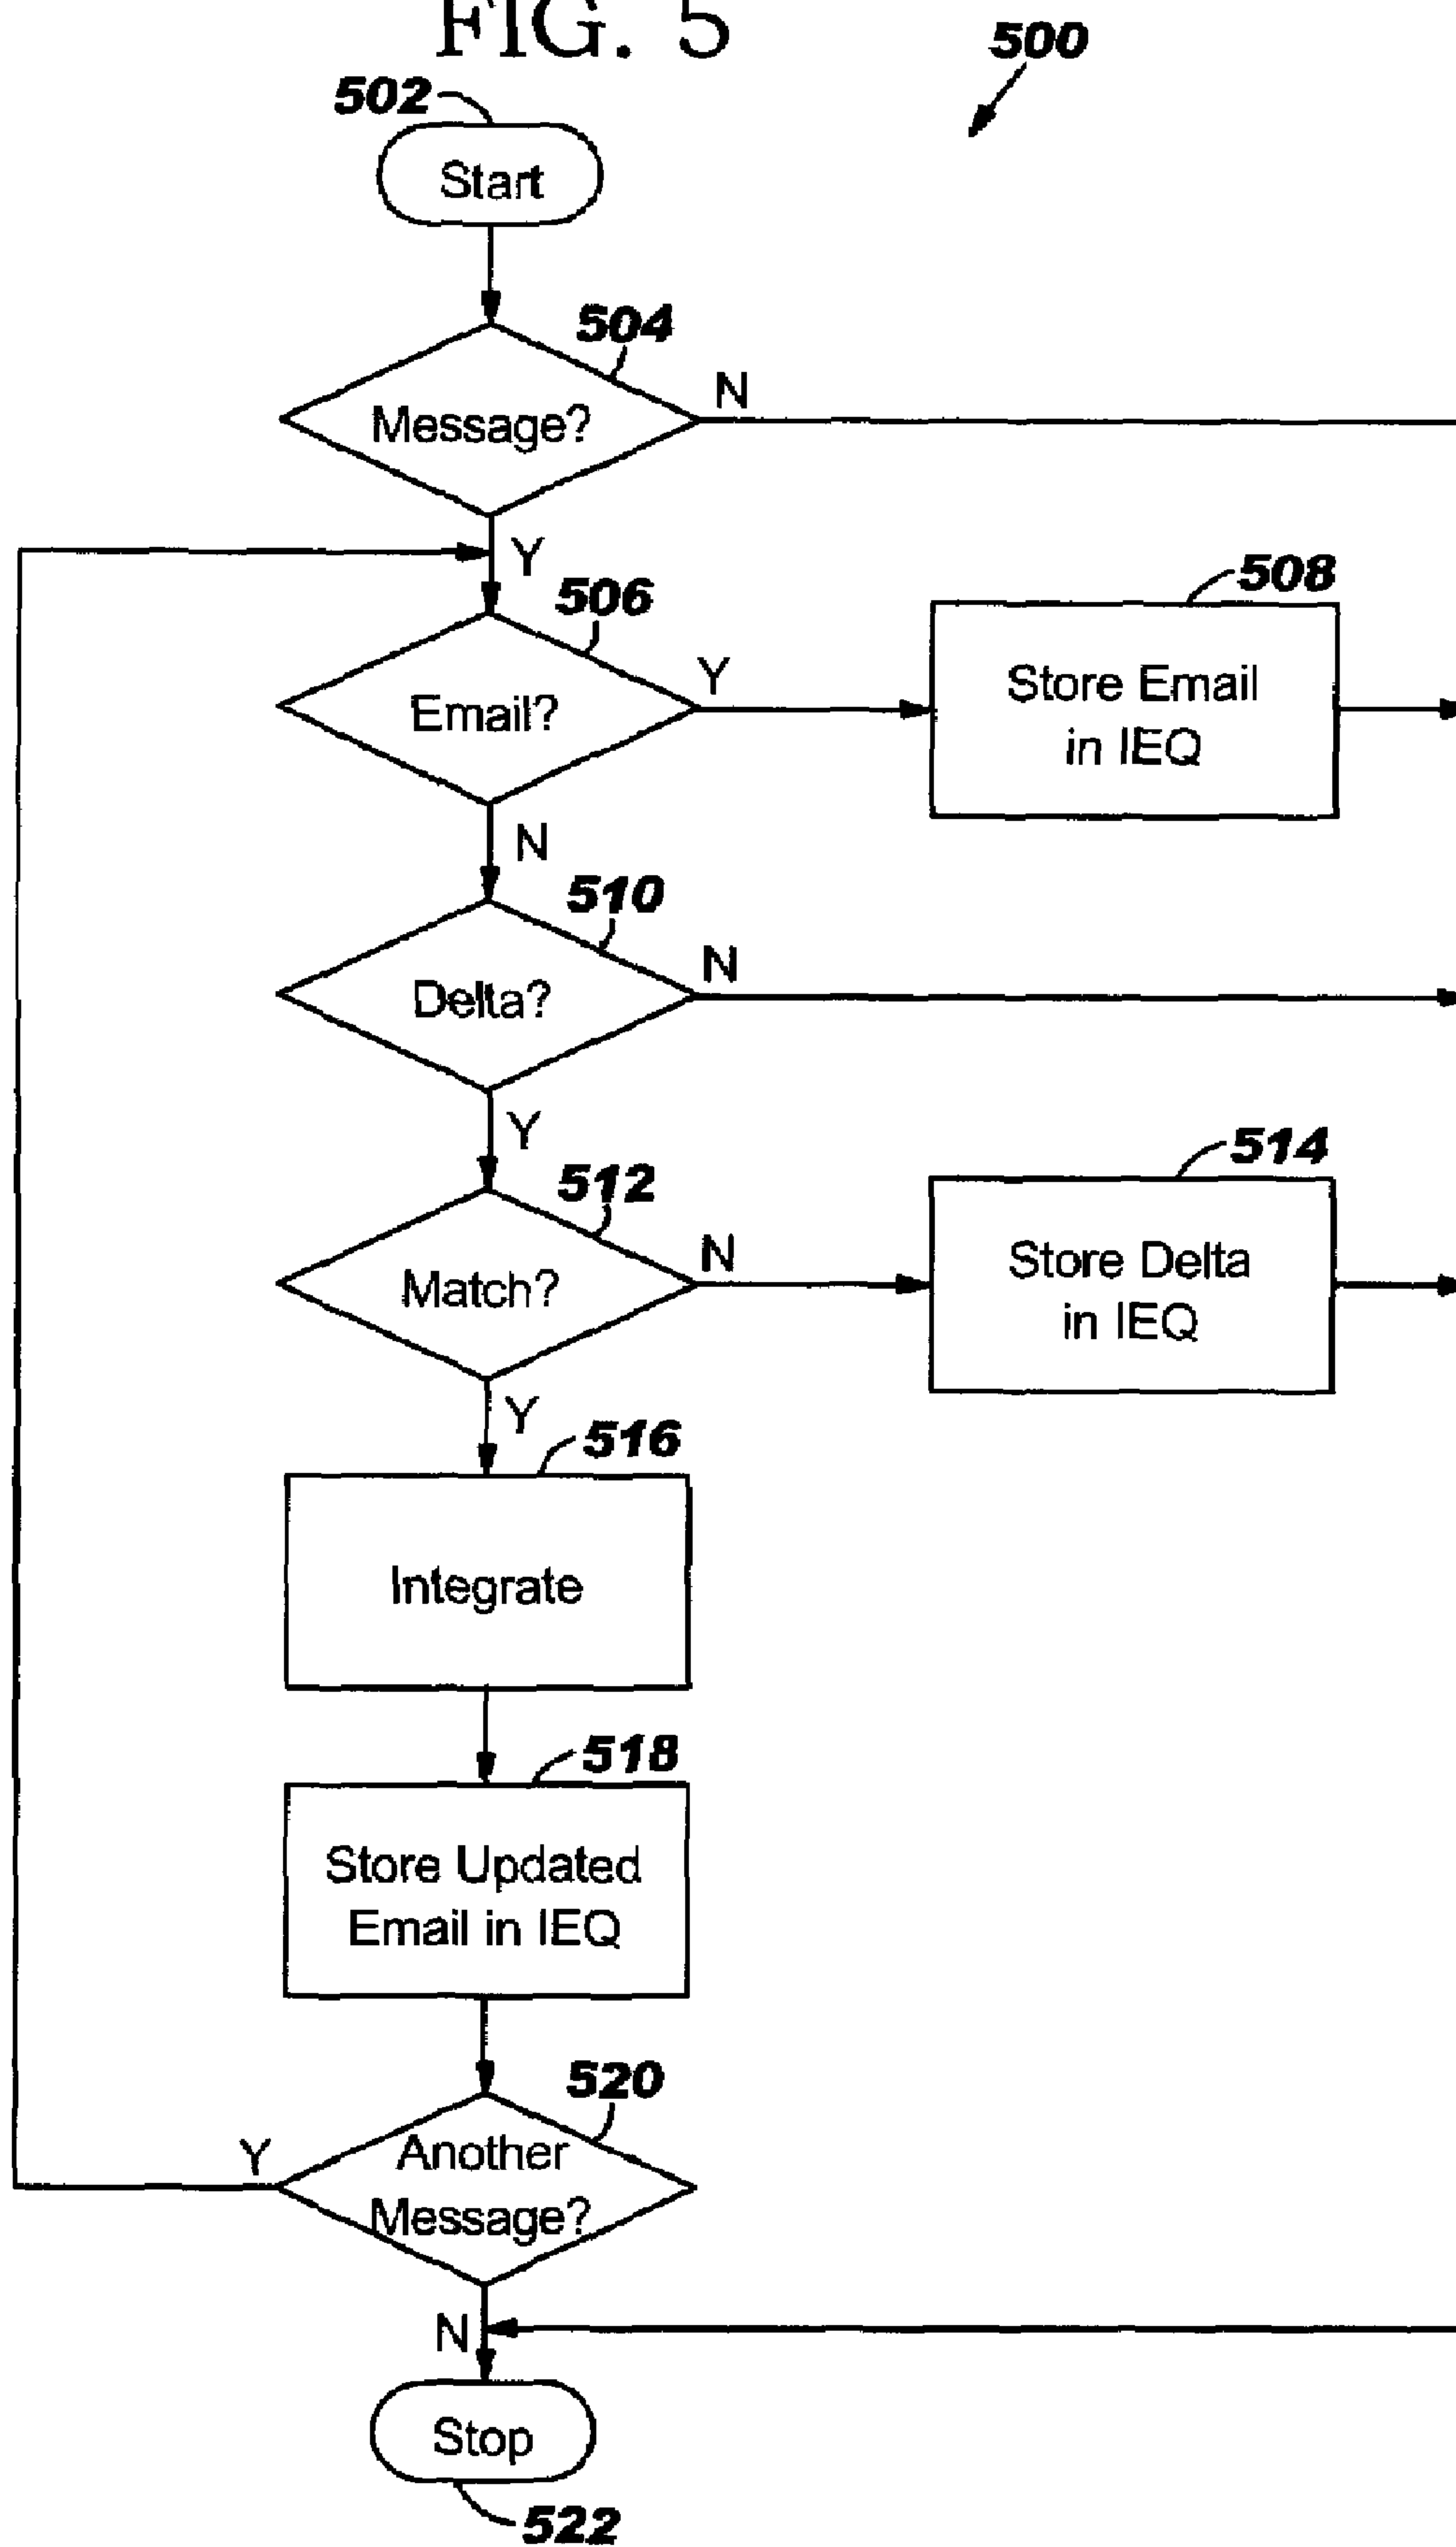 FIG. 5
500
502
Start
504
Message?
N
Y
506
Email?
Y
508
Store Email
in IEQ
N
510
Delta?
N
Y
512
Match?
N
514
Store Delta
in IEQ
Y
516
Integrate
518
Store Updated
Email in IEQ
520
Another
Message?
Y
N
Stop
522